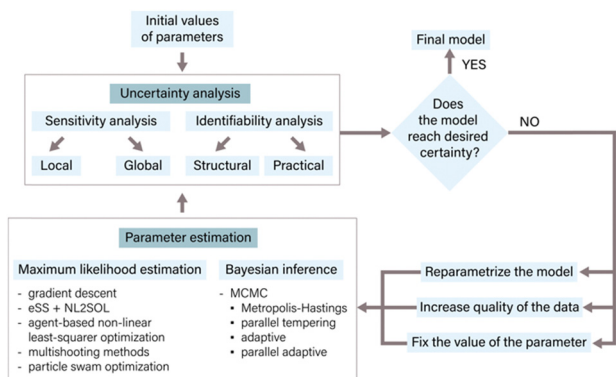 Initial values
of parameters
Final model
YES
Uncertainty analysis
Sensitivity analysis
Identifiability analysis
Local
Global
Structural
Practical
Does
the model
reach desired
certainty?
NO
Parameter estimation
Maximum likelihood estimation
- gradient descent
- eSS + NL2SOL
- agent-based non-linear
least-squarer optimization
- multishooting methods
- particle swam optimization
Bayesian inference
- MCMC
▪ Metropolis-Hastings
▪ parallel tempering
▪ adaptive
▪ parallel adaptive
Reparametrize the model
Increase quality of the data
Fix the value of the parameter